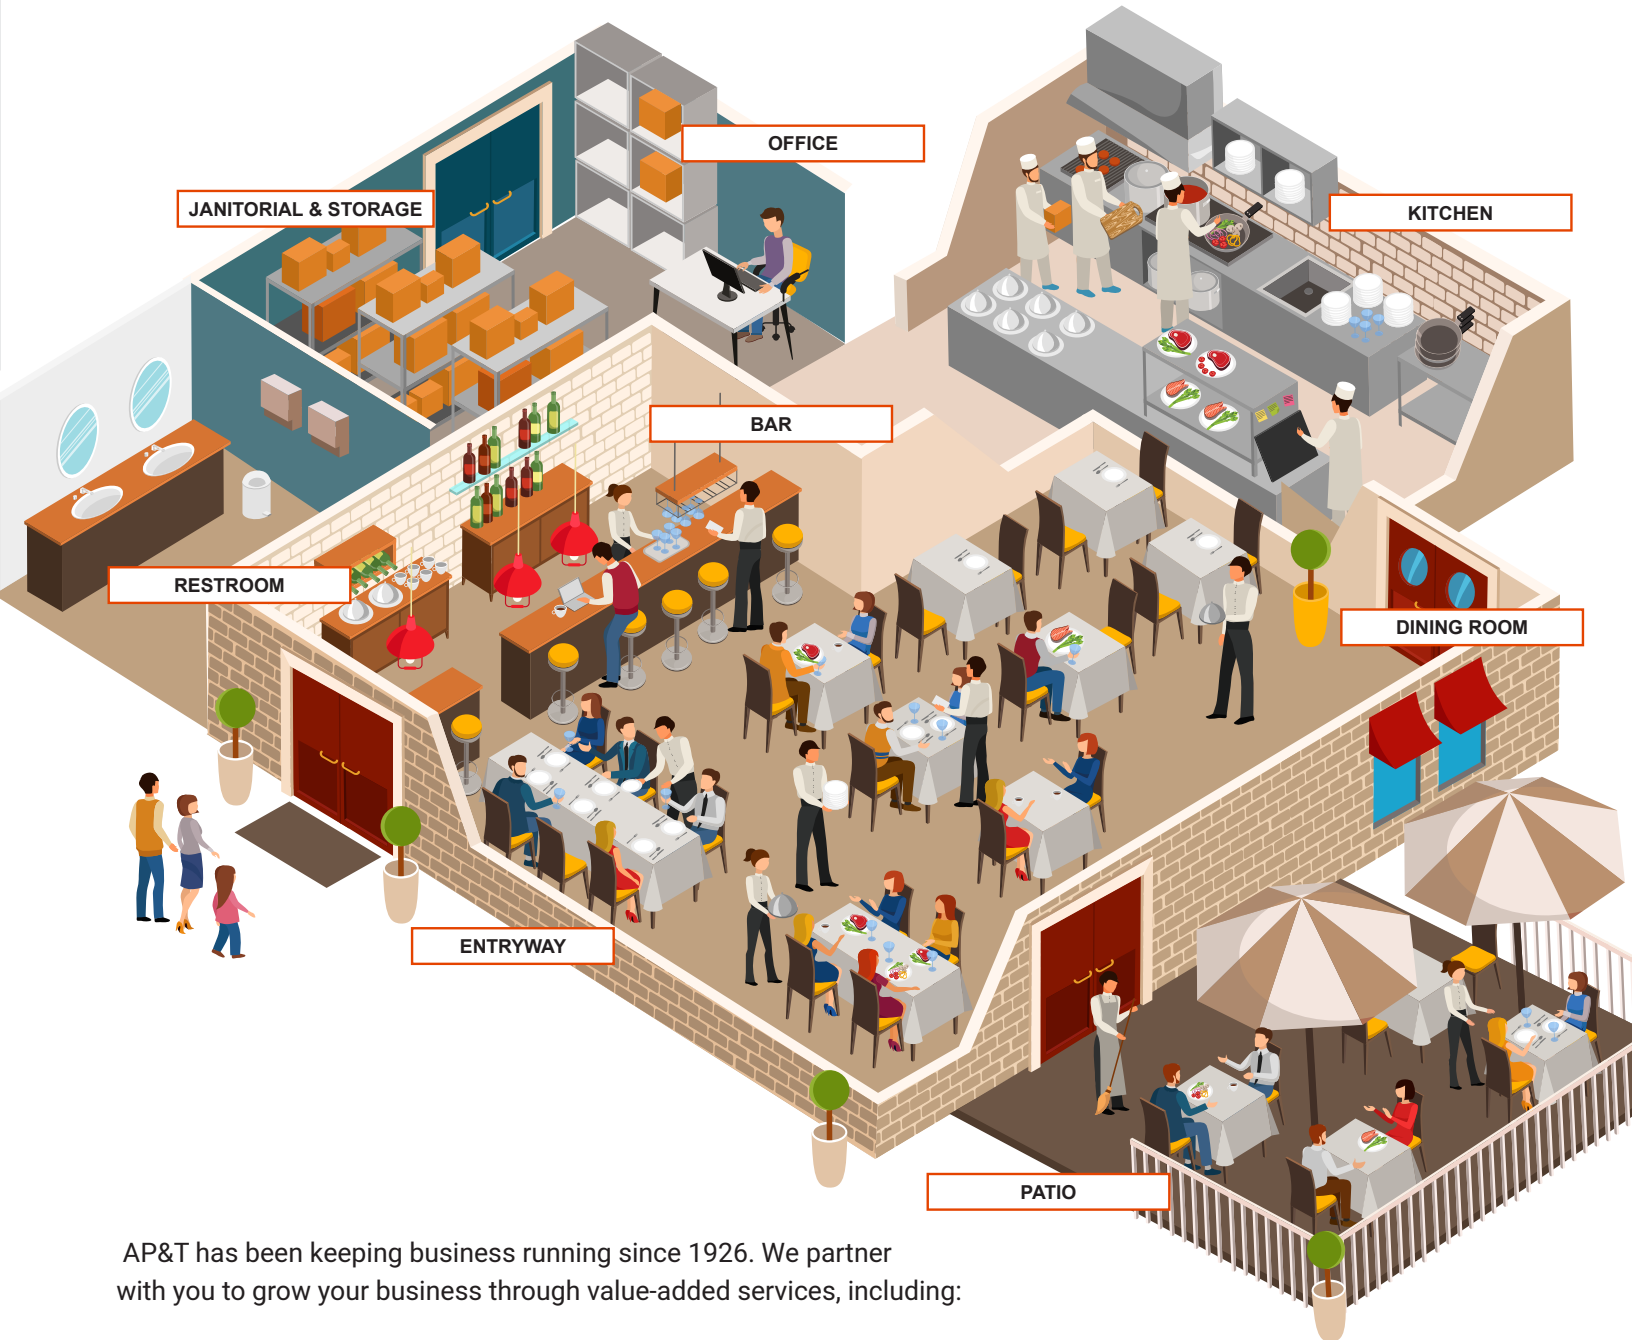 OFFICE
JANITORIAL & STORAGE
KITCHEN
BAR
RESTROOM
DINING ROOM
ENTRYWAY
PATIO
AP&T has been keeping business running since 1926. We partner
with you to grow your business through value-added services, including: